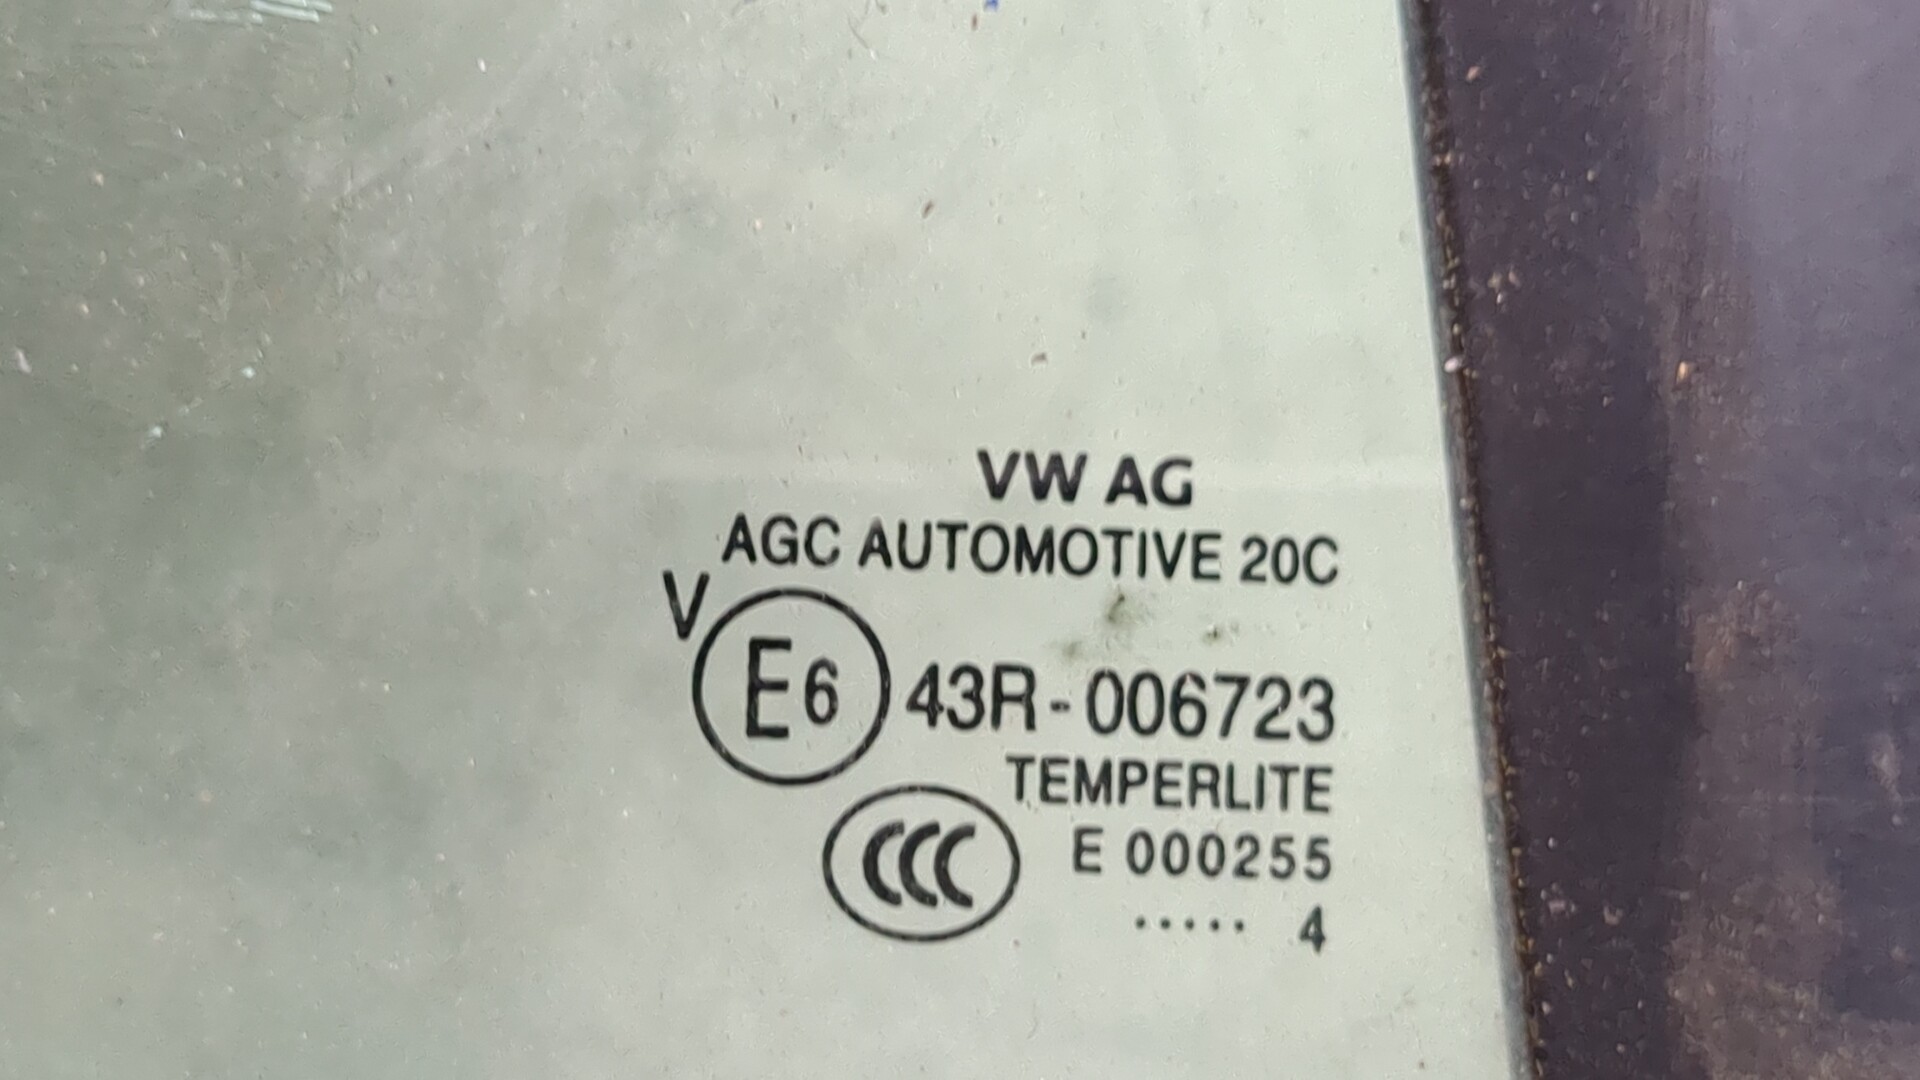 VW AG
AGC AUTOMOTIVE 20C
V
E6 43R-006723
TEMPERLITE
CCC E 000255
..... 4